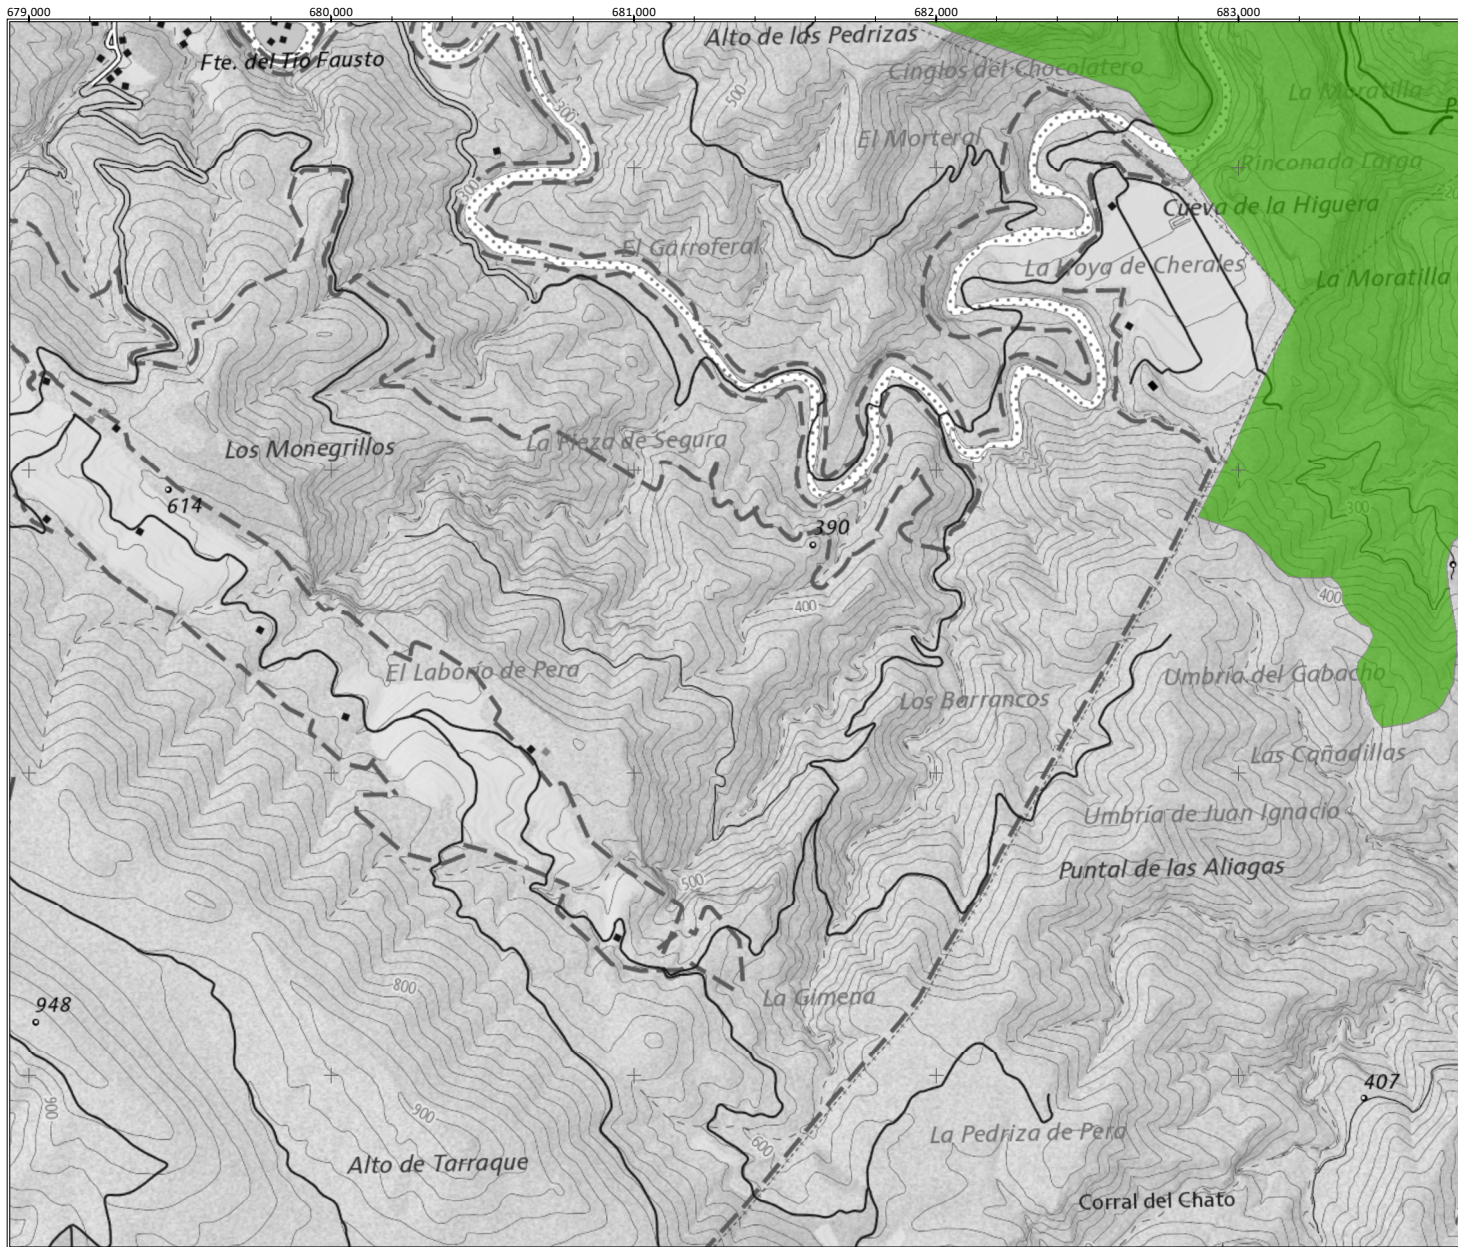 679,000 680,000 681,000 682,000 683,000
Alto de las Pedrizas
Fte. del Tío Fausto
Cinglos del Chocolatero
La Moratilla
500
300
El Morteral
Rinconada Larga
300
Cueva de la Higuera
El Garroferal
La Hoya de Cherales
La Moratilla
La Pieza de Segura
Los Monegrillos
614
300
390
400
400
El Laborío de Pera
Umbría del Gabacho
Los Barrancos
Las Cañadillas
Umbría de Juan Ignacio
Puntal de las Aliagas
500
800
La Gimena
948
407
900
900
La Pedriza de Pera
600
Alto de Tarraque
Corral del Chato